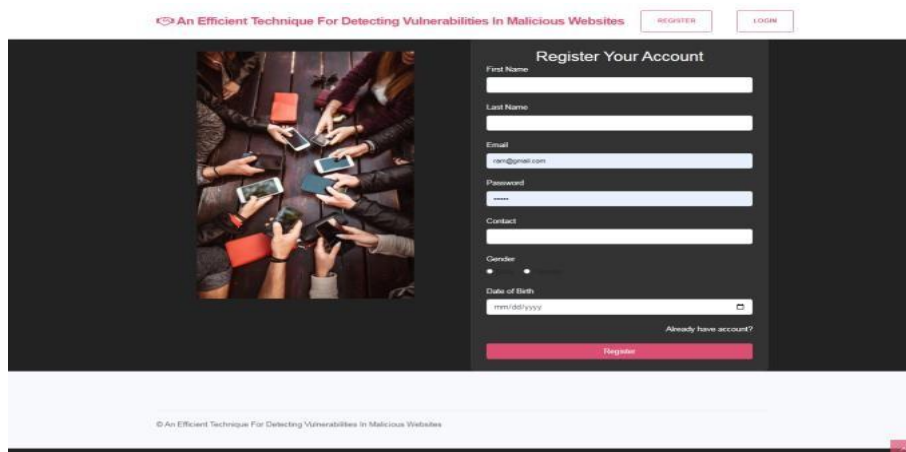 An Efficient Technique For Detecting Vulnerabilities In Malicious Websites
REGISTER
LOGIN
Register Your Account
First Name
Last Name
Email
ram@gmail.com
Password
•••••
Contact
Gender
Date of Birth
mm/dd/yyyy
Already have account?
Register
© An Efficient Technique For Detecting Vulnerabilities In Malicious Websites